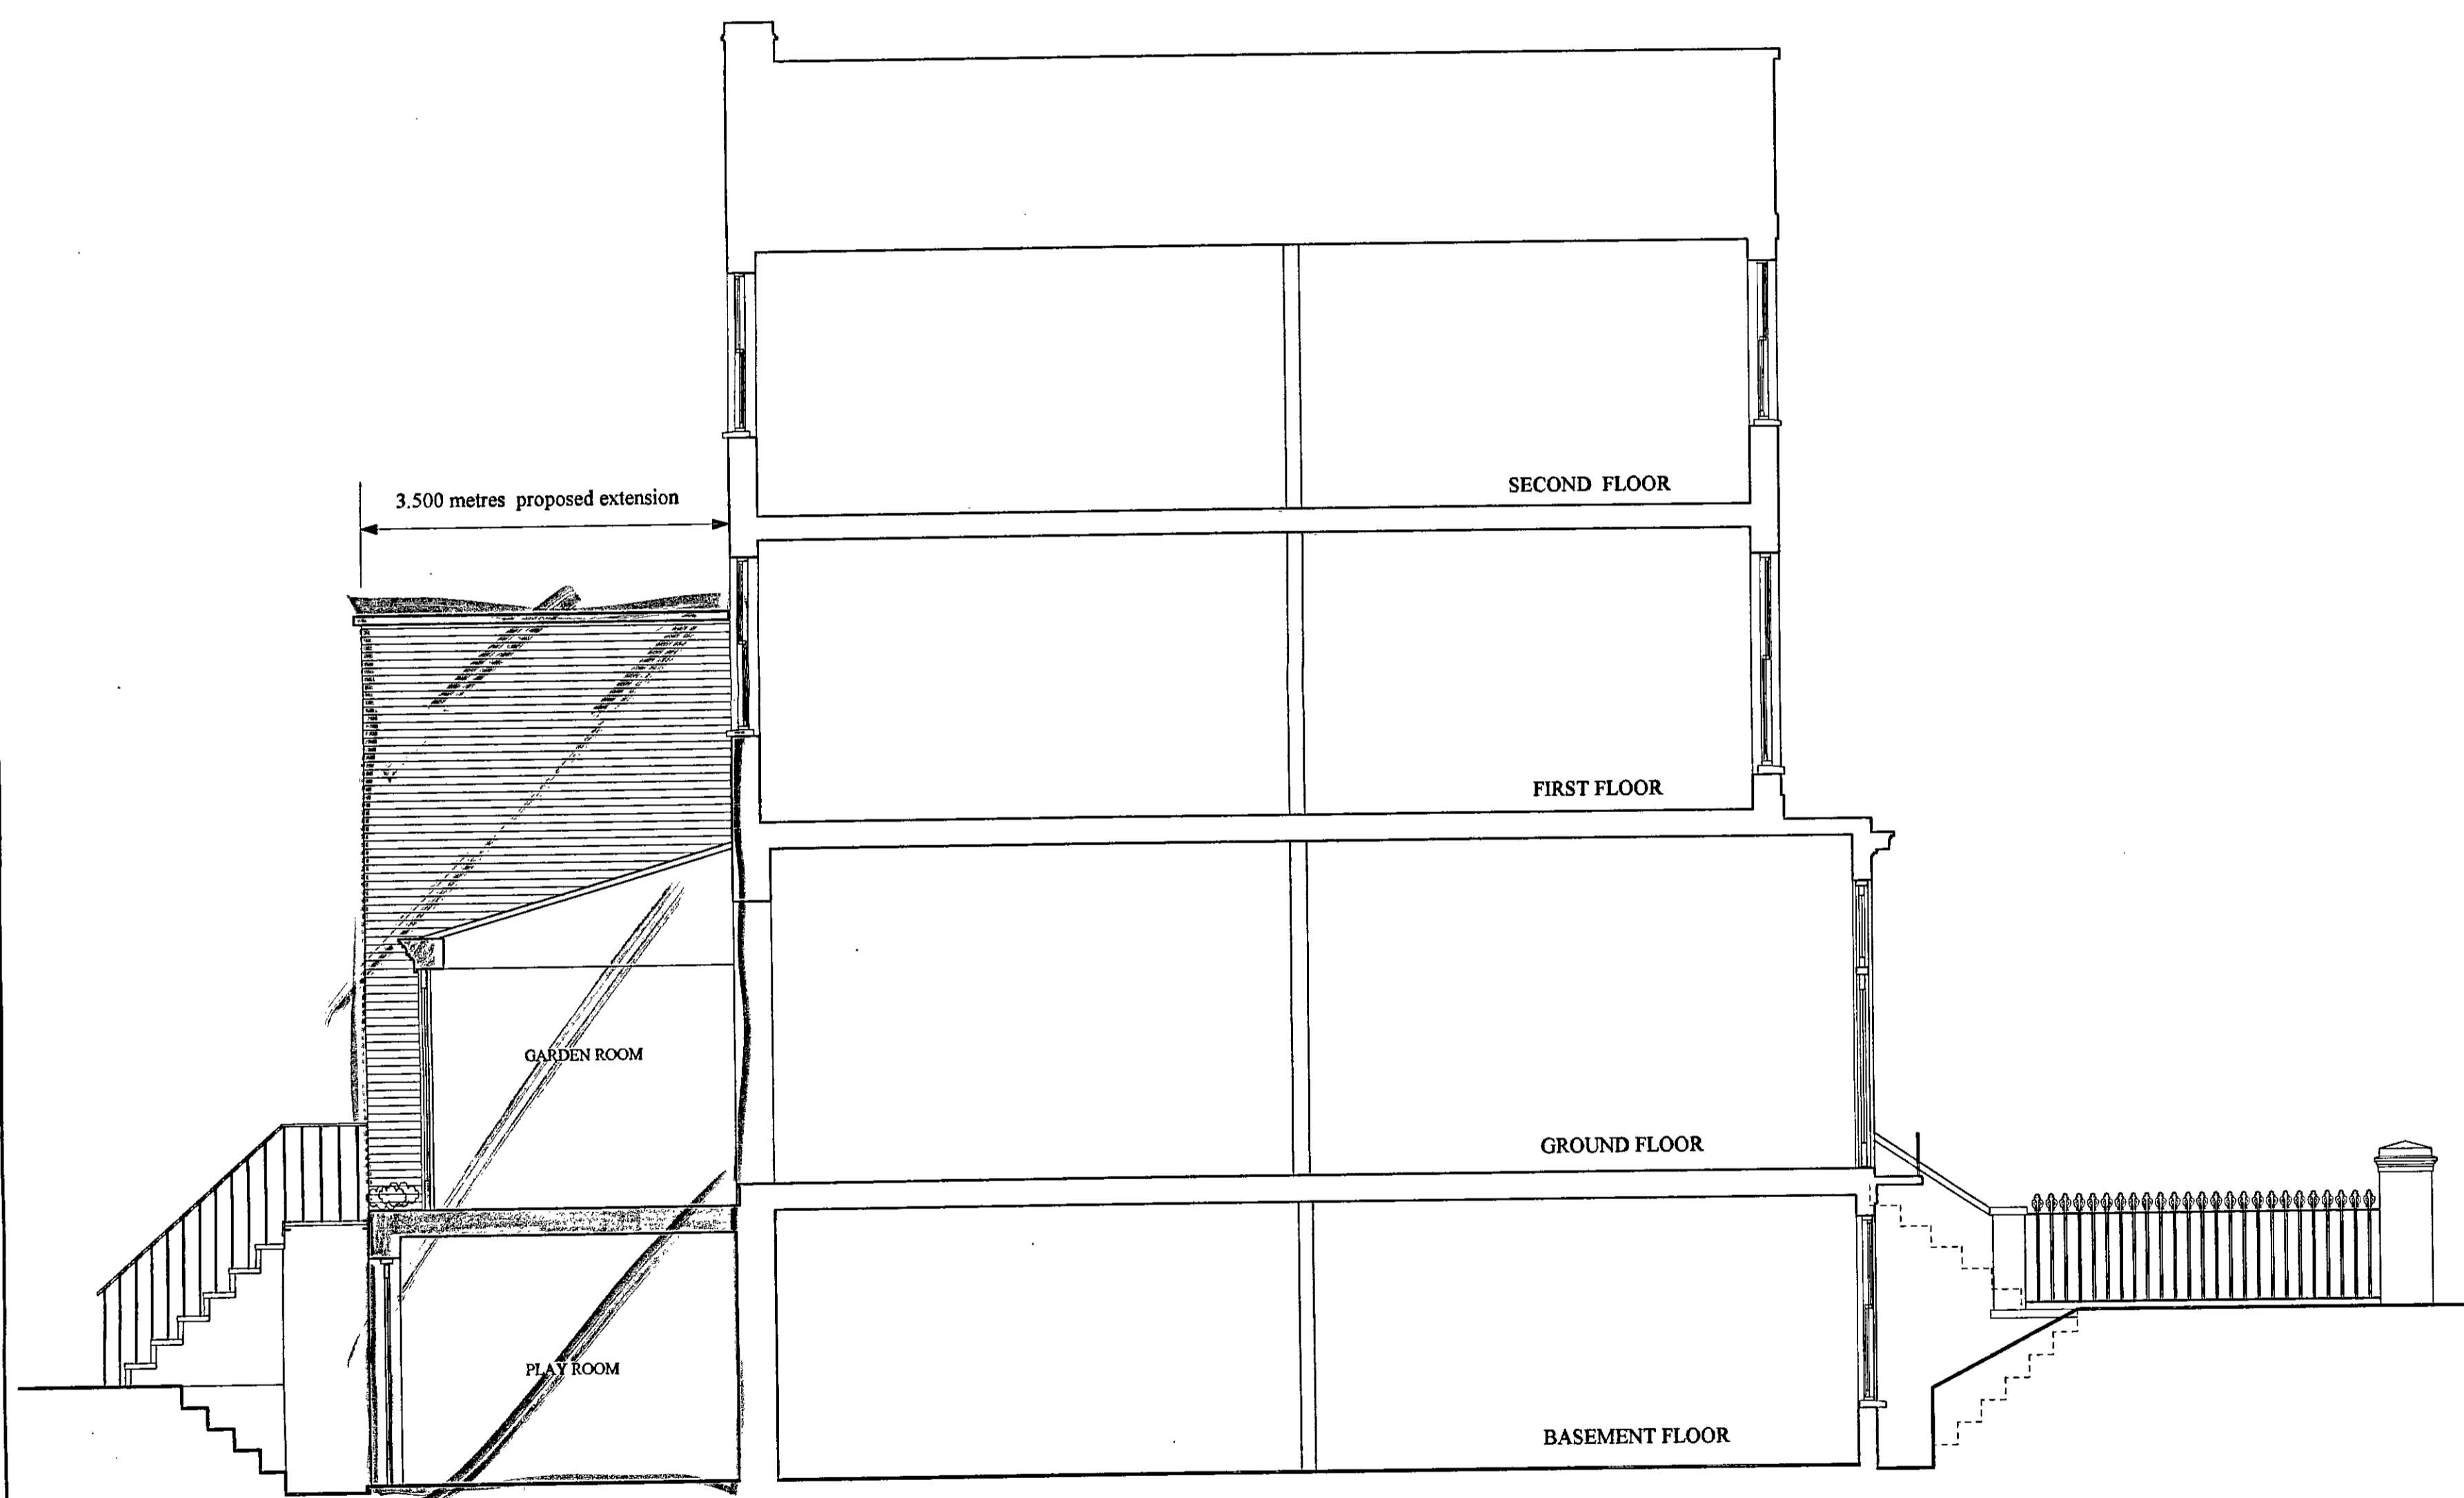 SECOND FLOOR
3.500 metres proposed extension
FIRST FLOOR
GARDEN ROOM
GROUND FLOOR
PLAY ROOM
BASEMENT FLOOR